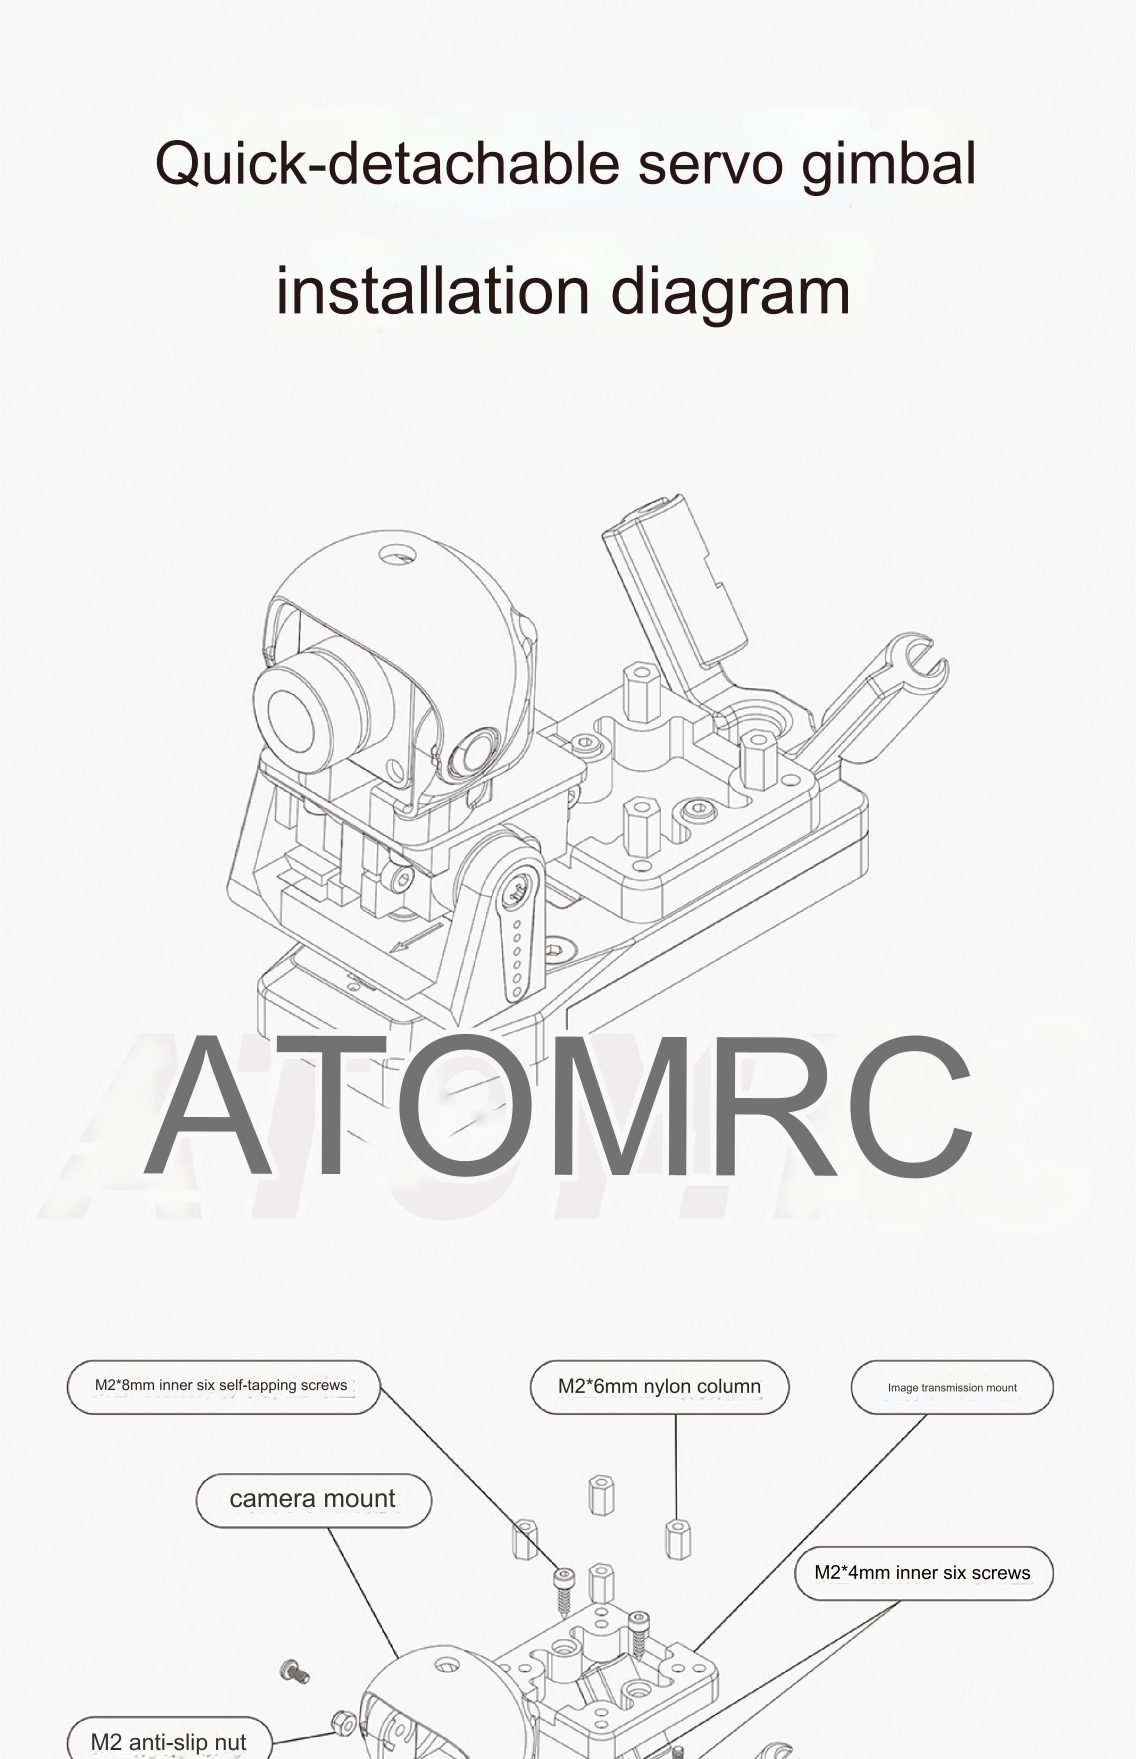 Quick-detachable servo gimbal
installation diagram
ATOMRC
M2*8mm inner six self-tapping screws
M2*6mm nylon column
Image transmission mount
camera mount
M2*4mm inner six screws
M2 anti-slip nut